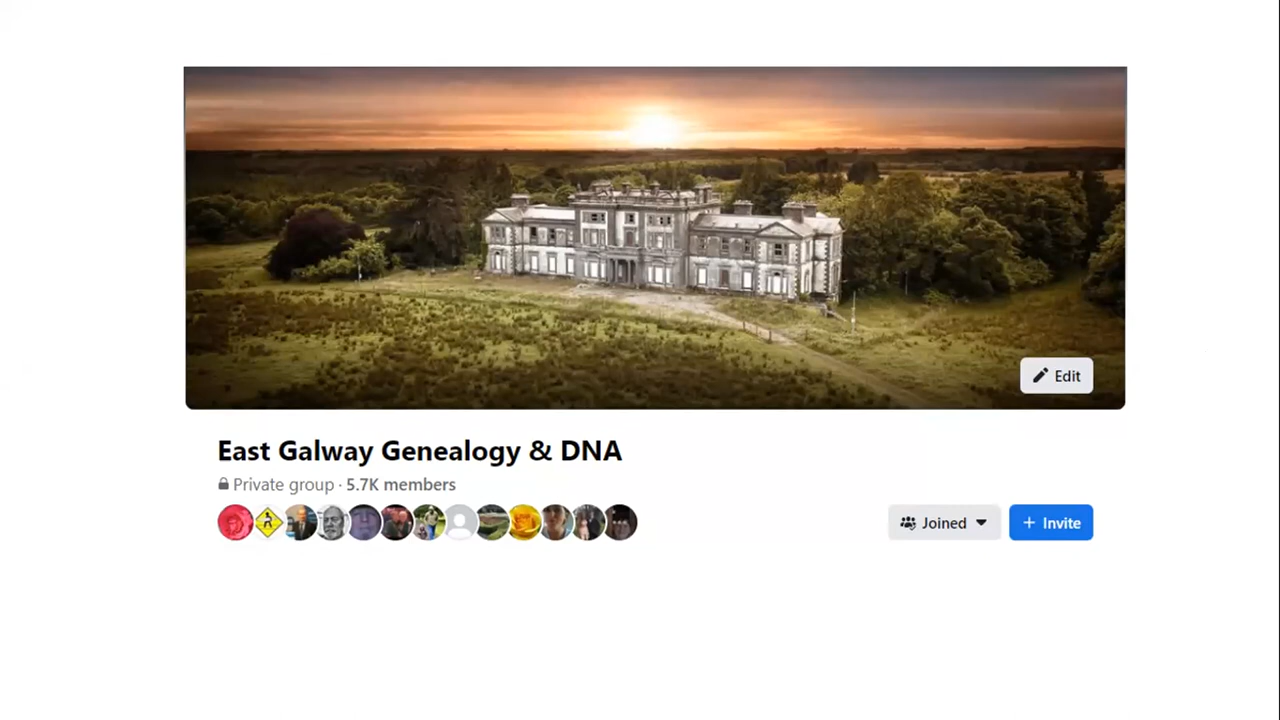 Edit
East Galway Genealogy & DNA
Private group · 5.7K members
Joined
+ Invite